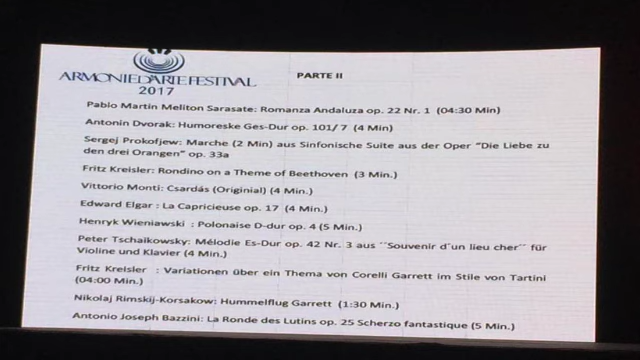 ARMONIED'ARTEFESTIVAL
2017
PARTE II
Pablo Martin Meliton Sarasate: Romanza Andaluza op. 22 Nr. 1 (04:30 Min)
Antonin Dvorak: Humoreske Ges-Dur op. 101/ 7 (4 Min)
Sergej Prokofjew: Marche (2 Min) aus Sinfonische Suite aus der Oper "Die Liebe zu
den drei Orangen" op. 33a
Fritz Kreisler: Rondino on a Theme of Beethoven (3 Min.)
Vittorio Monti: Csardás (Originial) (4 Min.)
Edward Elgar : La Capricieuse op. 17 (4 Min.)
Henryk Wieniawski : Polonaise D-dur op. 4 (5 Min.)
Peter Tschaikowsky: Mélodie Es-Dur op. 42 Nr. 3 aus ´´Souvenir d´un lieu cher´´ für
Violine und Klavier (4 Min.)
Fritz Kreisler : Variationen über ein Thema von Corelli Garrett im Stile von Tartini
(04:00 Min.)
Nikolaj Rimskij-Korsakow: Hummelflug Garrett (1:30 Min.)
Antonio Joseph Bazzini: La Ronde des Lutins op. 25 Scherzo fantastique (5 Min.)